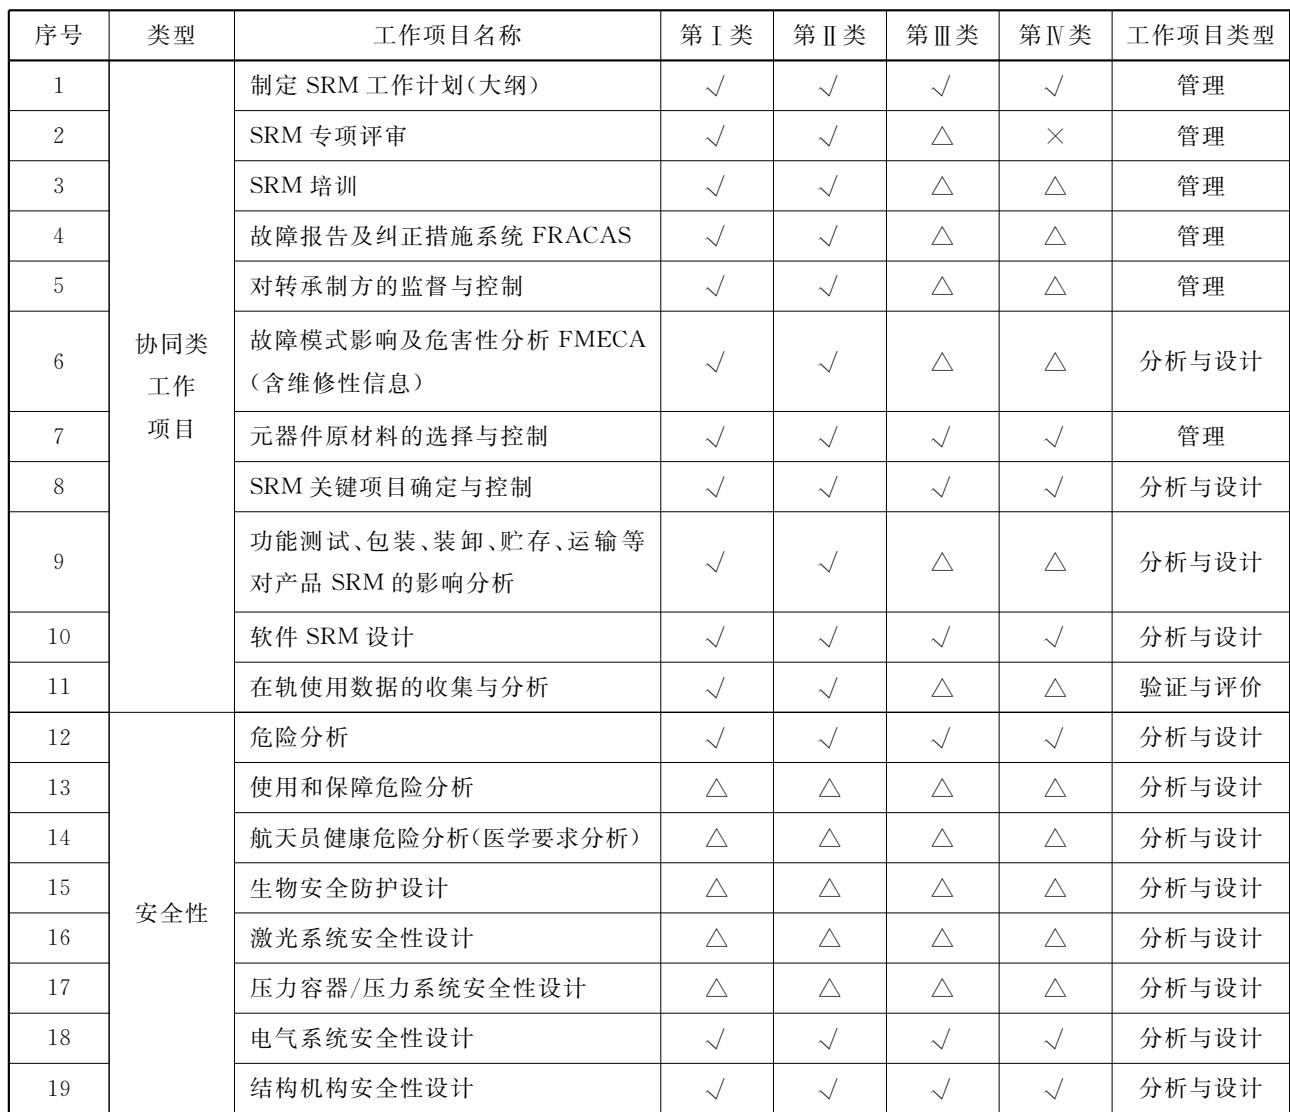 序号 类型 工作项目名称 第Ⅰ类 第Ⅱ类 第Ⅲ类 第Ⅳ类 工作项目类型
1 制定 SRM 工作计划(大纲) √ √ √ √ 管理
2 SRM 专项评审 √ √ △ × 管理
3 SRM 培训 √ √ △ △ 管理
4 故障报告及纠正措施系统 FRACAS √ √ △ △ 管理
5 对转承制方的监督与控制 √ √ △ △ 管理
协同类
工作
项目
6 故障模式影响及危害性分析 FMECA
(含维修性信息) √ √ △ △ 分析与设计
7 元器件原材料的选择与控制 √ √ √ √ 管理
8 SRM 关键项目确定与控制 √ √ √ √ 分析与设计
9 功能测试、包装、装卸、贮存、运输等
对产品 SRM 的影响分析 √ √ △ △ 分析与设计
10 软件 SRM 设计 √ √ √ √ 分析与设计
11 在轨使用数据的收集与分析 √ √ △ △ 验证与评价
12 危险分析 √ √ √ √ 分析与设计
13 使用和保障危险分析 △ △ △ △ 分析与设计
14 航天员健康危险分析(医学要求分析) △ △ △ △ 分析与设计
15 生物安全防护设计 △ △ △ △ 分析与设计
安全性
16 激光系统安全性设计 △ △ △ △ 分析与设计
17 压力容器/压力系统安全性设计 △ △ △ △ 分析与设计
18 电气系统安全性设计 √ √ √ √ 分析与设计
19 结构机构安全性设计 √ √ √ √ 分析与设计